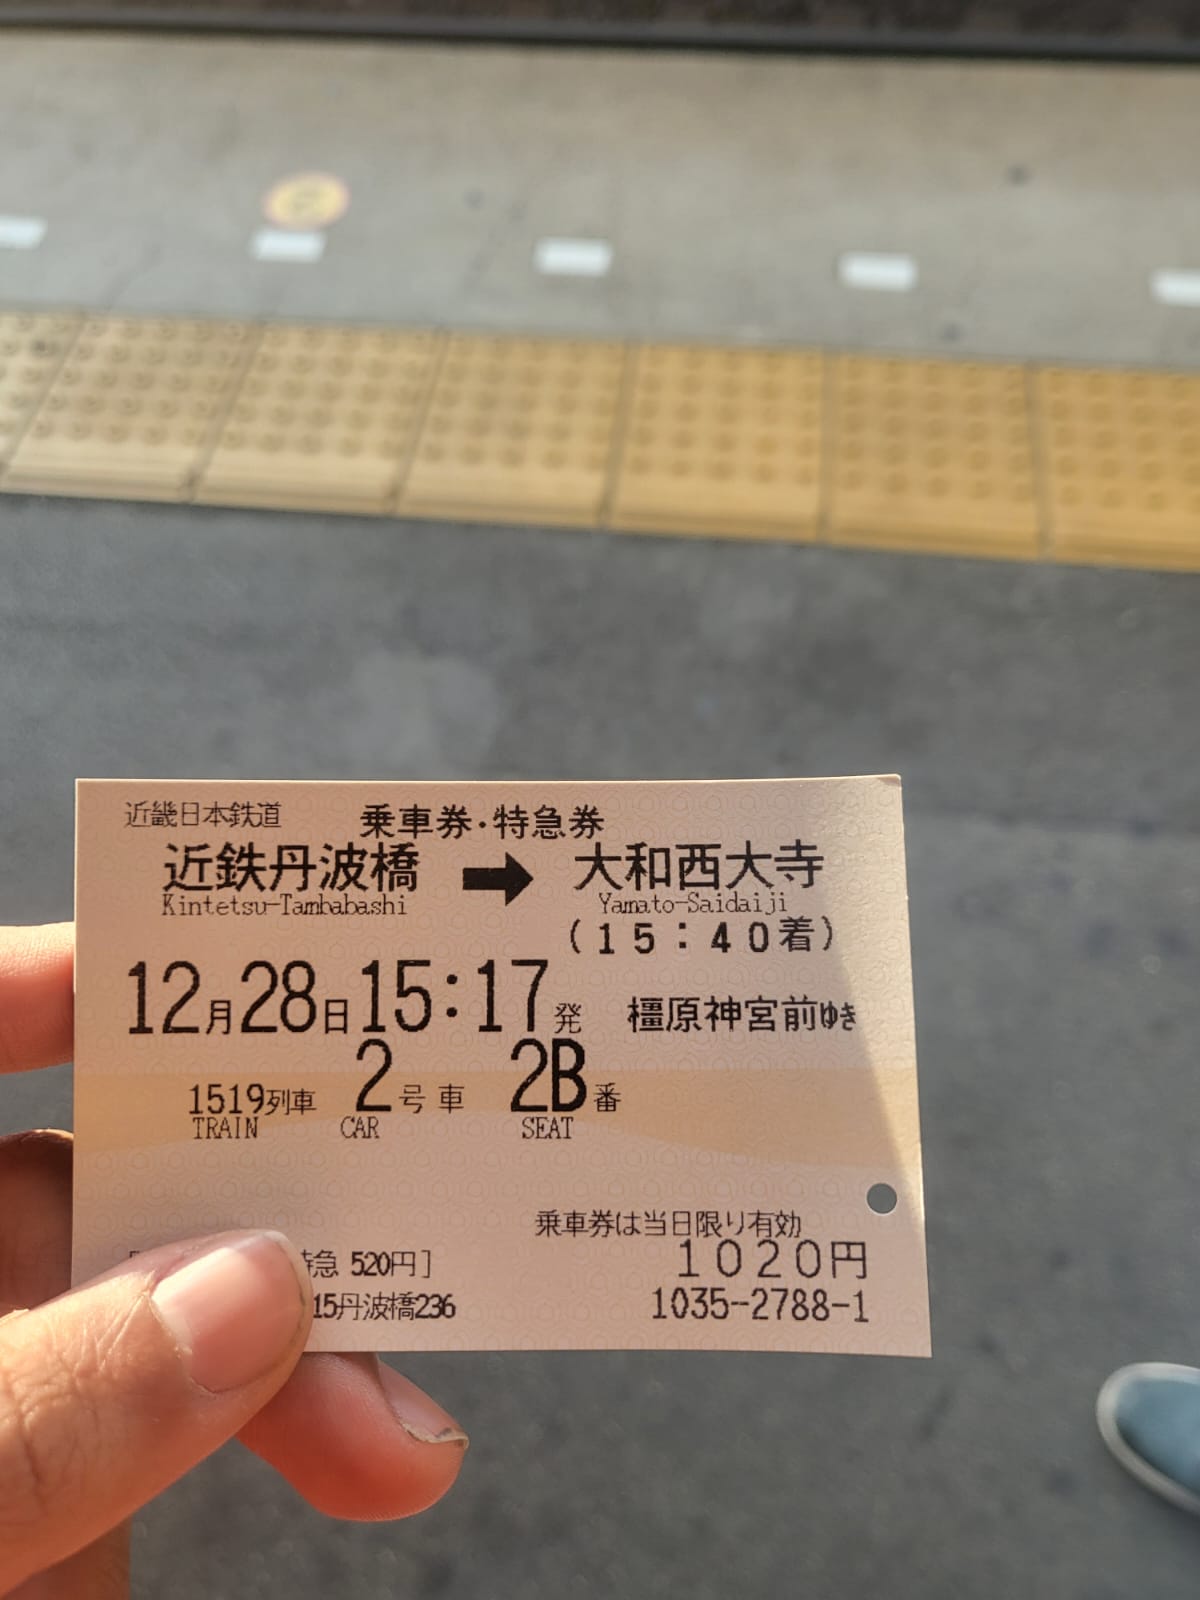 近畿日本鉄道 乗車券・特急券
近鉄丹波橋 ➡ 大和西大寺
Kintetsu-Tambabashi Yamato-Saidaiji
(15:40着)
12月28日15:17発 橿原神宮前ゆき
1519列車 2号車 2B番
TRAIN CAR SEAT
乗車券は当日限り有効
特急 520円] 1020円
15丹波橋236 1035-2788-1